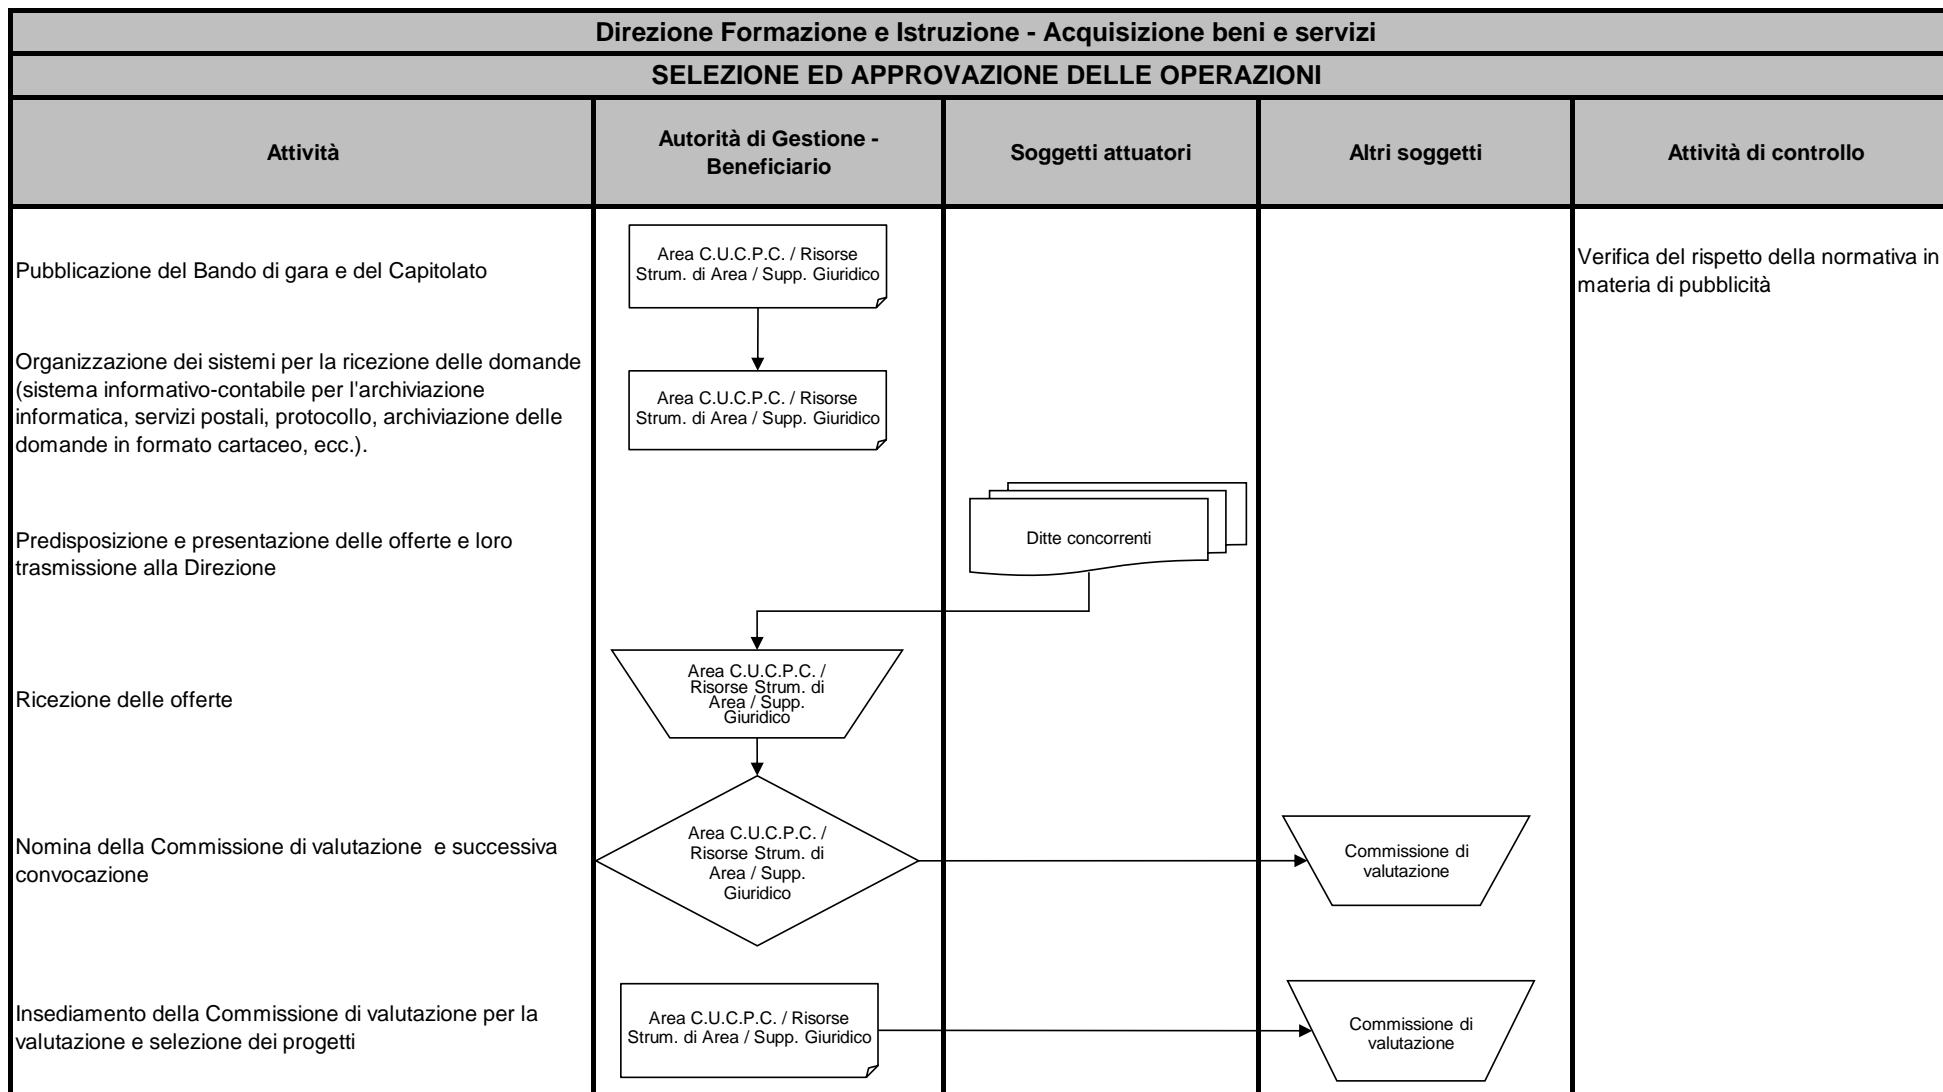 Direzione Formazione e Istruzione - Acquisizione beni e servizi
SELEZIONE ED APPROVAZIONE DELLE OPERAZIONI
Attività
Autorità di Gestione -
Beneficiario
Soggetti attuatori
Altri soggetti
Attività di controllo
Pubblicazione del Bando di gara e del Capitolato
Area C.U.C.P.C. / Risorse
Strum. di Area / Supp. Giuridico
Verifica del rispetto della normativa in
materia di pubblicità
Organizzazione dei sistemi per la ricezione delle domande
(sistema informativo-contabile per l'archiviazione
informatica, servizi postali, protocollo, archiviazione delle
domande in formato cartaceo, ecc.).
Area C.U.C.P.C. / Risorse
Strum. di Area / Supp. Giuridico
Predisposizione e presentazione delle offerte e loro
trasmissione alla Direzione
Ditte concorrenti
Ricezione delle offerte
Area C.U.C.P.C. /
Risorse Strum. di
Area / Supp.
Giuridico
Nomina della Commissione di valutazione  e successiva
convocazione
Area C.U.C.P.C. /
Risorse Strum. di
Area / Supp.
Giuridico
Commissione di
valutazione
Insediamento della Commissione di valutazione per la
valutazione e selezione dei progetti
Area C.U.C.P.C. / Risorse
Strum. di Area / Supp. Giuridico
Commissione di
valutazione